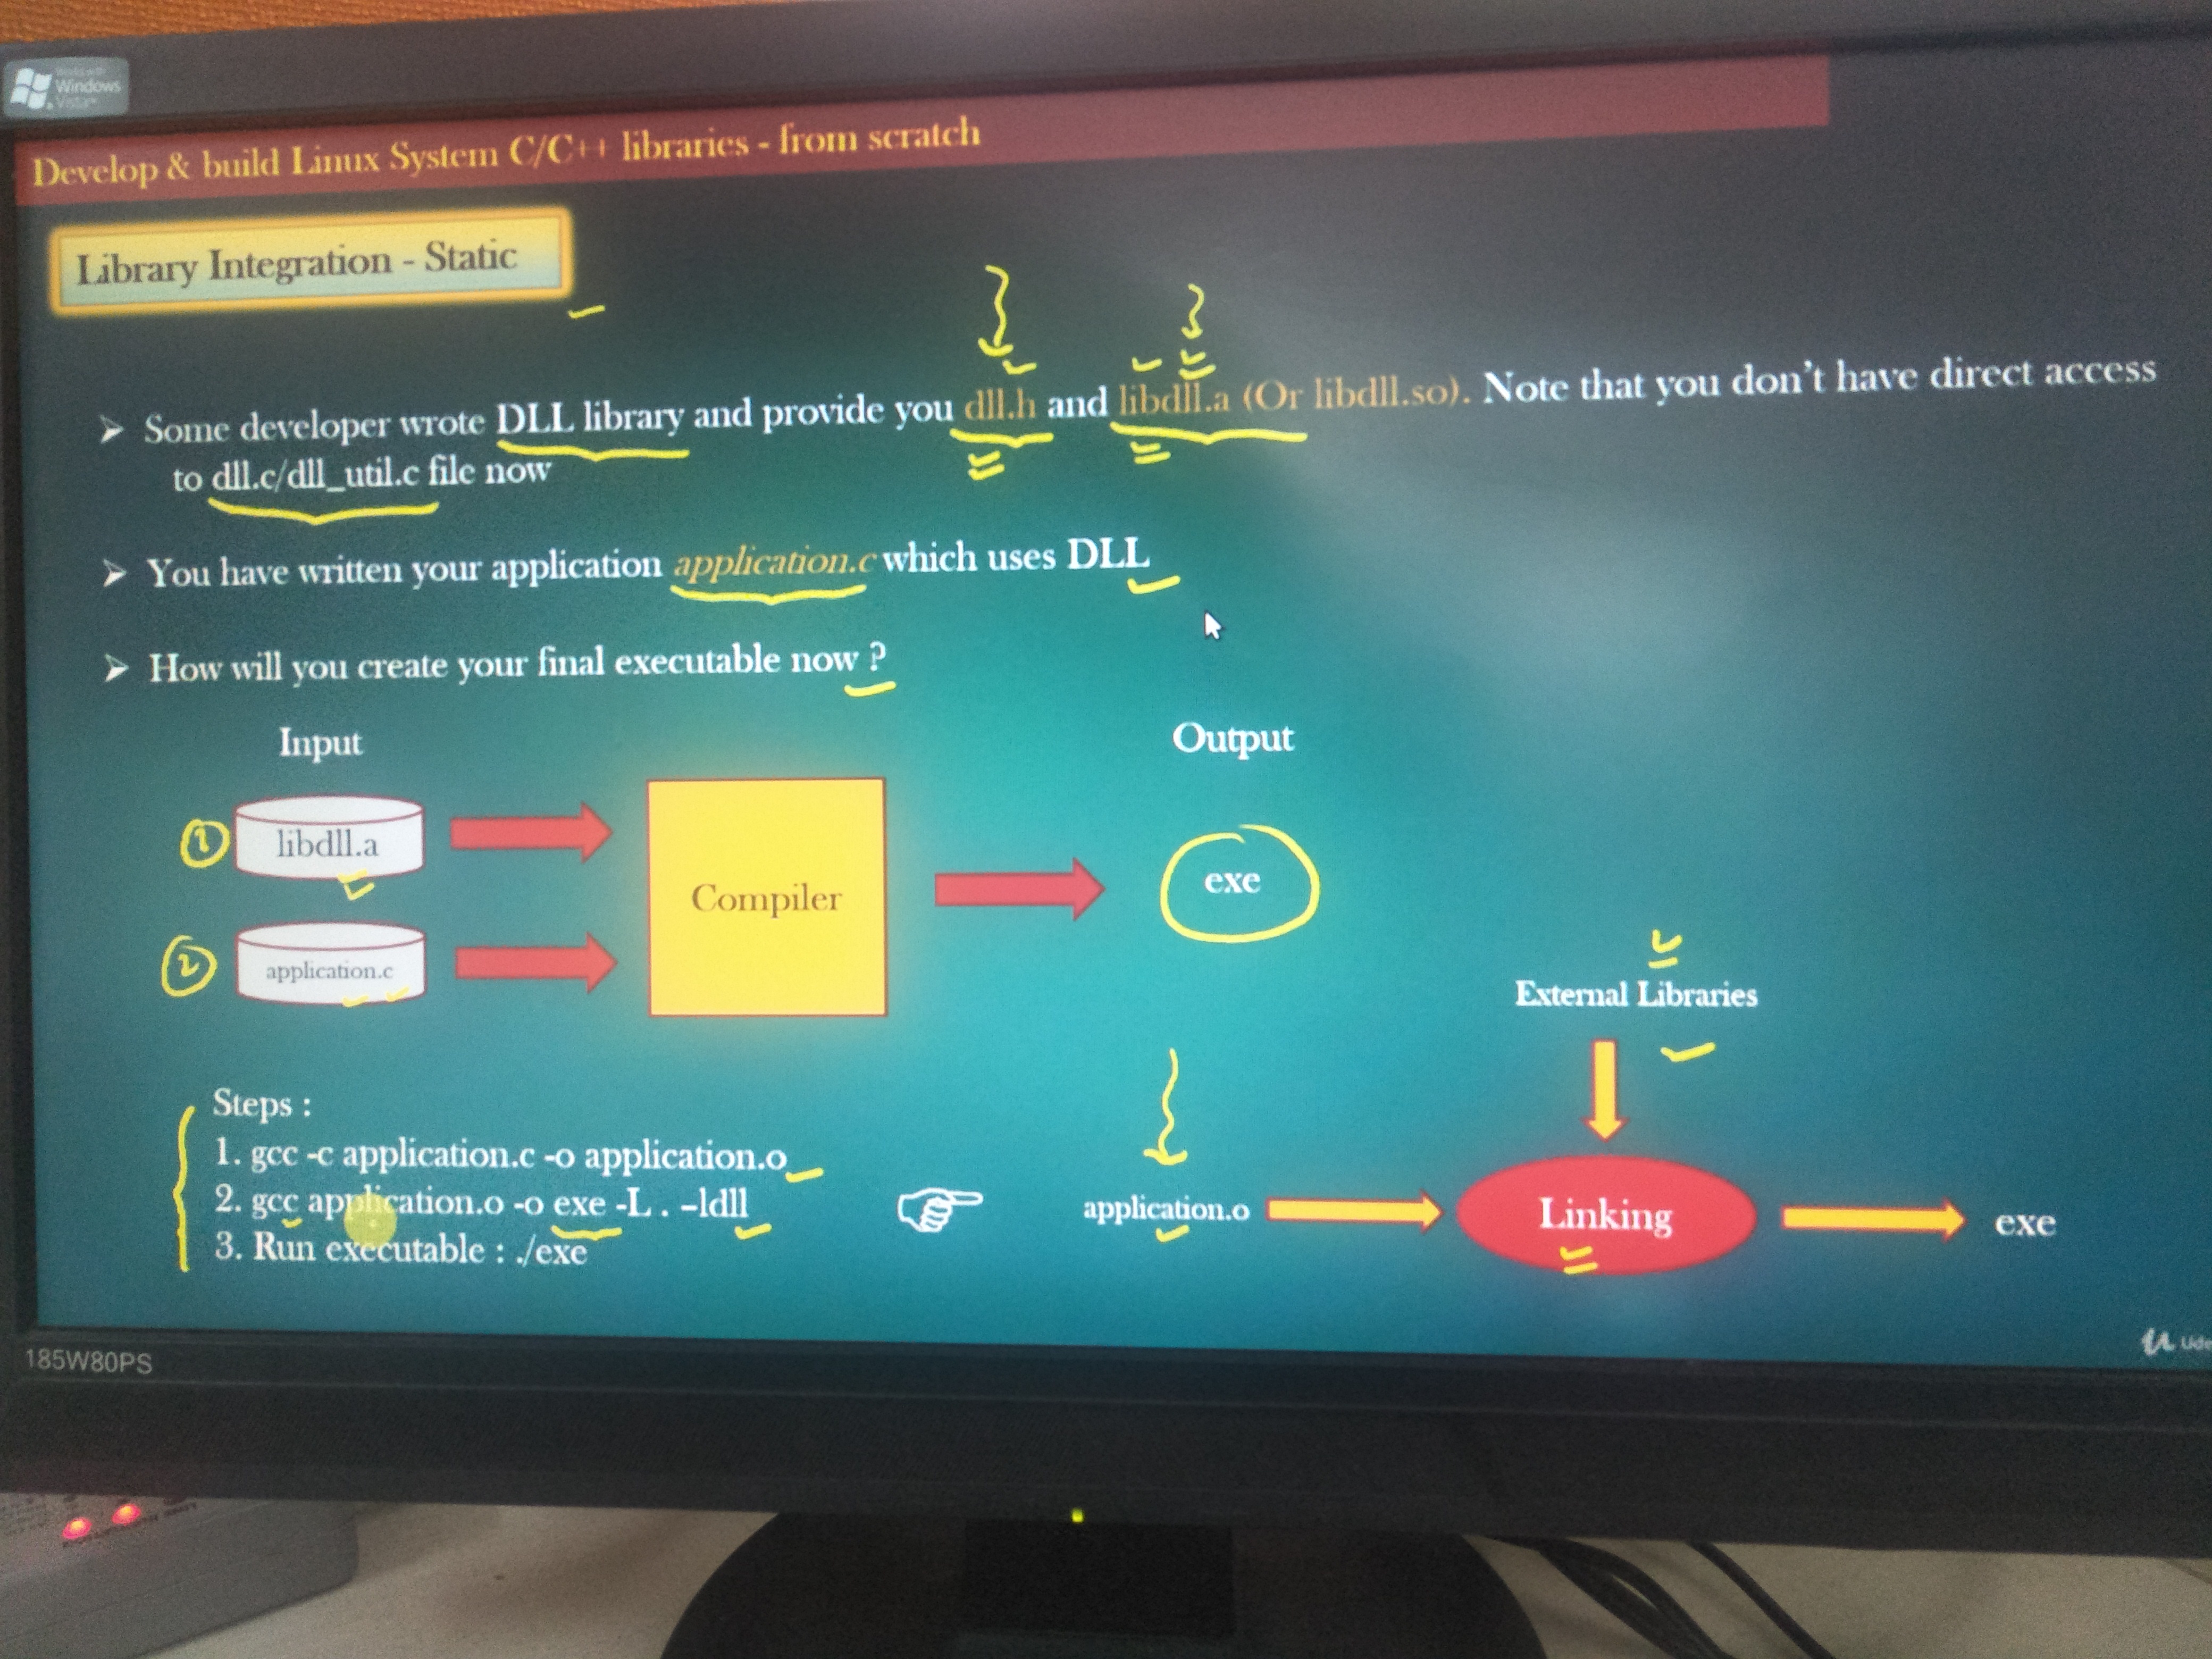 Works with
Windows
Vista™
Develop & build Linux System C/C++ libraries - from scratch
Library Integration - Static
➢ Some developer wrote DLL library and provide you dll.h and libdll.a (Or libdll.so). Note that you don't have direct access
to dll.c/dll_util.c file now
➢ You have written your application application.c which uses DLL
➢ How will you create your final executable now ?
Input
Output
1
libdll.a
Compiler
exe
2
application.c
External Libraries
Steps :
1. gcc -c application.c -o application.o
2. gcc application.o -o exe -L . –ldll
3. Run executable : ./exe
application.o
Linking
exe
Ude
185W80PS